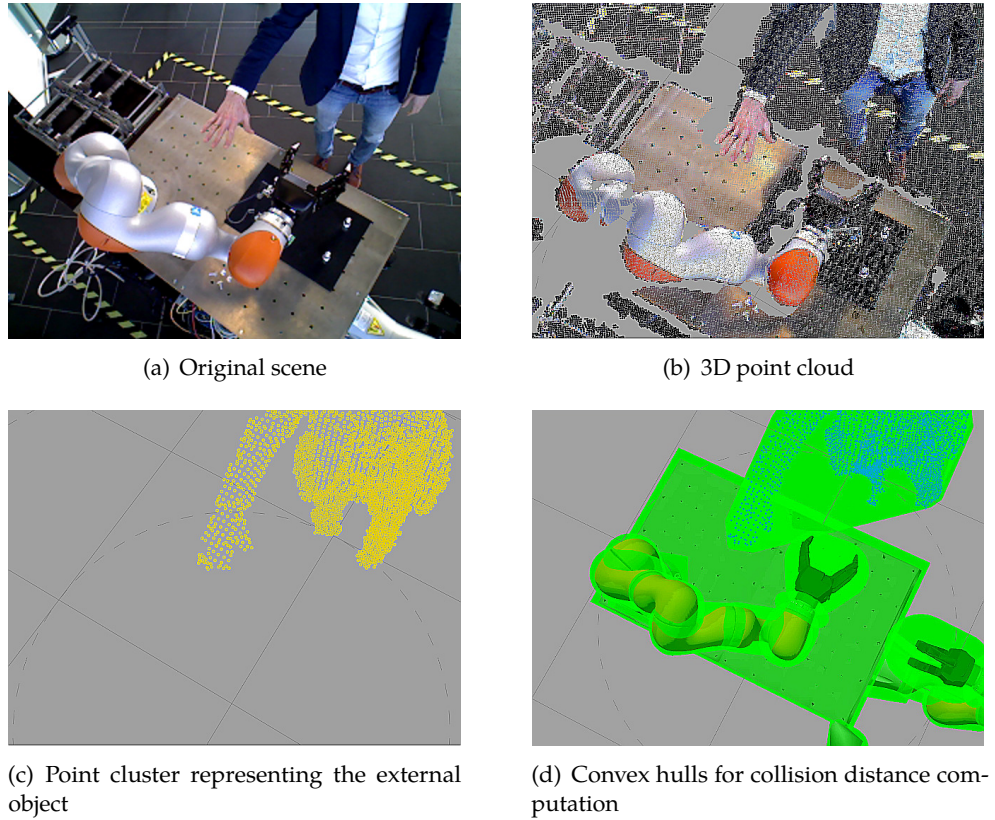 (a) Original scene
(b) 3D point cloud
(c) Point cluster representing the external
object
(d) Convex hulls for collision distance com-
putation